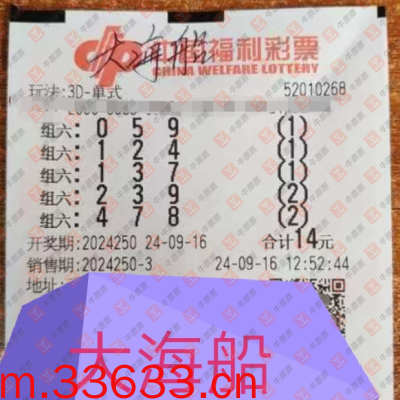 大海船
中国福利彩票
CHINA WELFARE LOTTERY
玩法:3D-单式 52010268
组六: 0 5 9 (1)
组六: 1 2 4 (1)
组六: 1 3 7 (1)
组六: 2 3 9 (2)
组六: 4 7 8 (2)
开奖期:2024250 24-09-16 合计14元
销售期:2024250-3 24-09-16 12:52:44
地址:
大海船
m.33633.cn